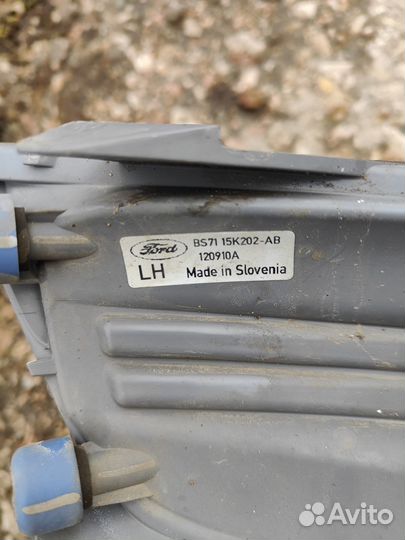 Ford
BS71 15K202-AB
120910A
LH Made in Slovenia
Avito